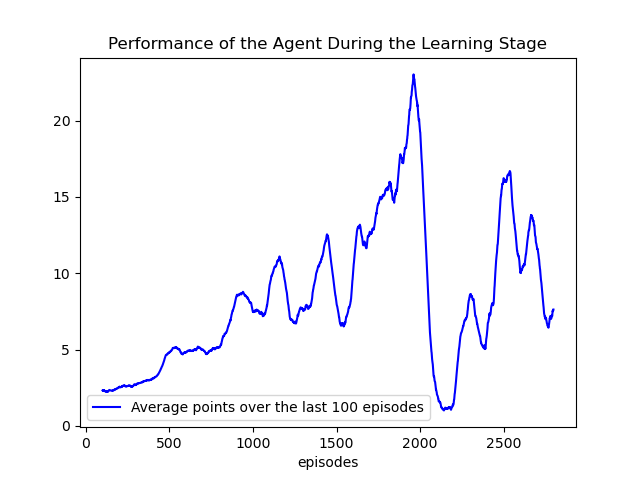 Performance of the Agent During the Learning Stage
20
15
10
5
0
Average points over the last 100 episodes
0 500 1000 1500 2000 2500
episodes